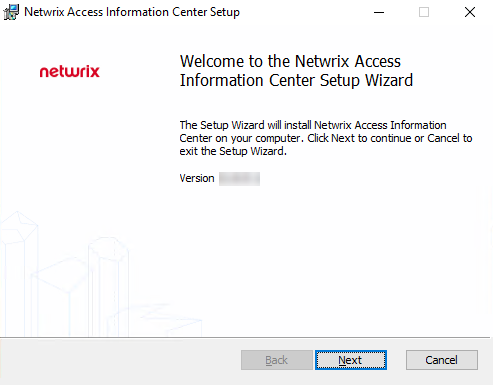 Netwrix Access Information Center Setup
netwrix
Welcome to the Netwrix Access
Information Center Setup Wizard
The Setup Wizard will install Netwrix Access Information
Center on your computer. Click Next to continue or Cancel to
exit the Setup Wizard.
Version
Back
Next
Cancel